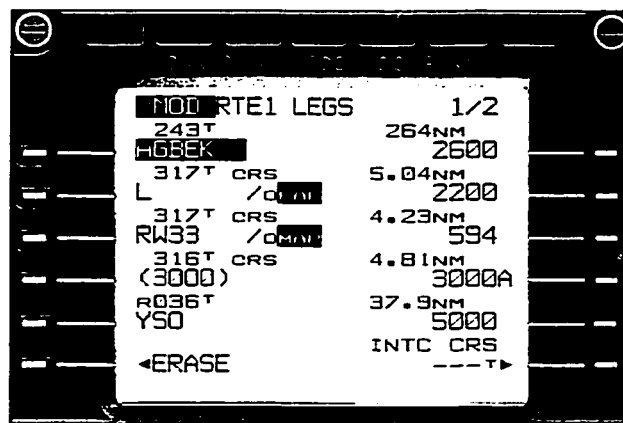 MOD RTE1 LEGS 1/2
243T 264NM
HGBEK 2600
317T CRS 5.04NM
L /o 2200
317T CRS 4.23NM
RW33 /oMAP 594
316T CRS 4.81NM
(3000) 3000A
R036T 37.9NM
YSO 5000
INTC CRS
◄ERASE ---T►